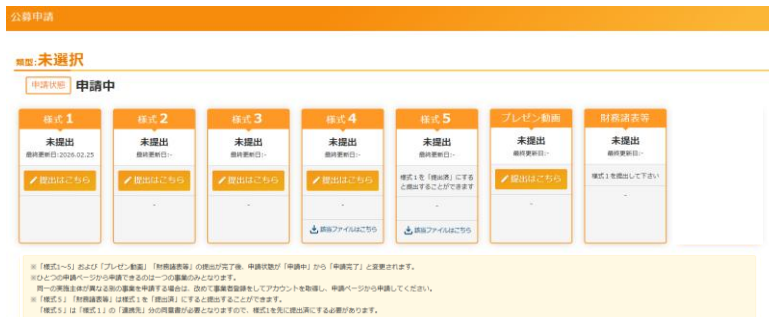 公募申請
類型:未選択
申請状態 申請中
様式 1
未提出
最終更新日:2026.02.25
提出はこちら
-
様式 2
未提出
最終更新日:-
提出はこちら
-
様式 3
未提出
最終更新日:-
提出はこちら
-
様式 4
未提出
最終更新日:-
提出はこちら
-
該当ファイルはこちら
様式 5
未提出
最終更新日:-
様式１を「提出済」にする
と提出することができます
-
該当ファイルはこちら
プレゼン動画
未提出
最終更新日:-
提出はこちら
-
財務諸表等
未提出
最終更新日:-
様式１を提出して下さい
-
※「様式1～5」および「プレゼン動画」「財務諸表等」の提出が完了後、申請状態が「申請中」から「申請完了」と変更されます。
※ひとつの申請ページから申請できるのは一つの事業のみとなります。
同一の実施主体が異なる別の事業を申請する場合は、改めて事業者登録をしてアカウントを取得し、申請ページから申請してください。
※「様式５」「財務諸表等」は様式１を「提出済」にすると提出することができます。
「様式５」は「様式１」の「連携先」分の同意書が必要となりますので、様式1を先に提出済にする必要があります。